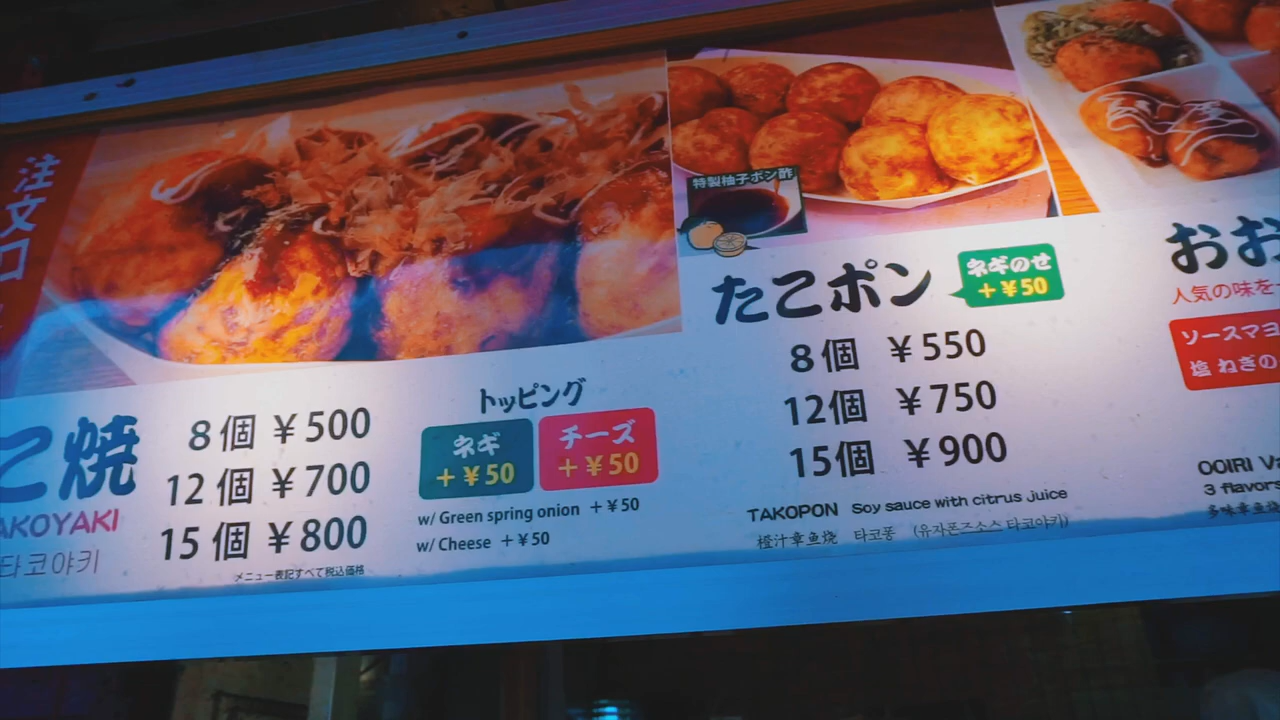 注文口
こ焼
AKOYAKI
타코야키
8個 ¥500
12個 ¥700
15個 ¥800
メニュー表記すべて税込価格
トッピング
ネギ
+¥50
チーズ
+¥50
w/ Green spring onion +¥50
w/ Cheese +¥50
特製柚子ポン酢
たこポン
ネギのせ
+¥50
8個 ¥550
12個 ¥750
15個 ¥900
TAKOPON Soy sauce with citrus juice
橙汁章鱼烧 타코퐁 (유자폰즈소스 타코야키)
おお
人気の味を
ソースマヨ
塩 ねぎの
OOIRI Va
3 flavors
多味章鱼烧